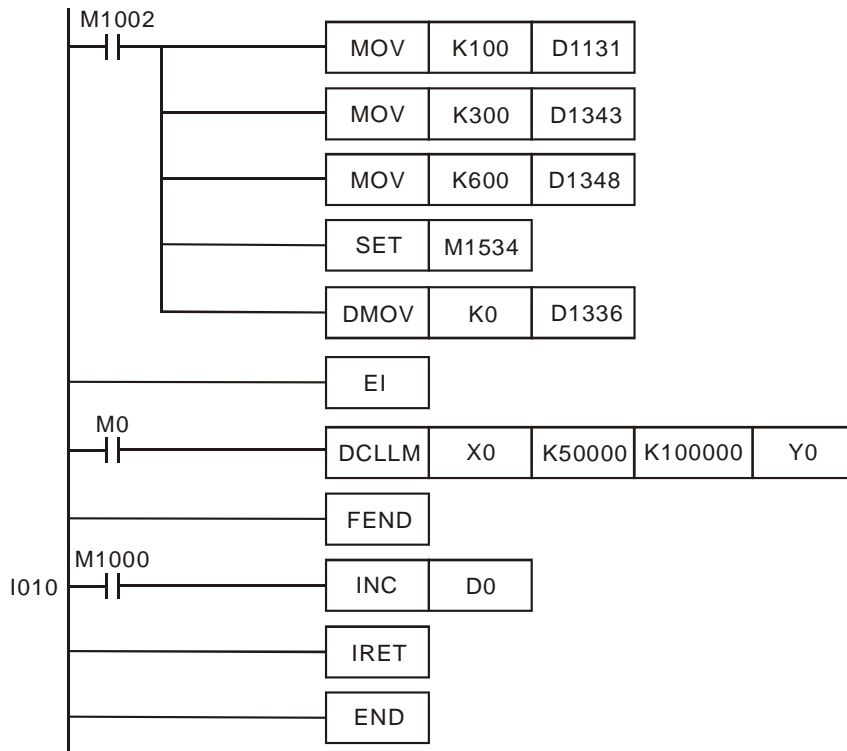 M1002
MOV K100 D1131
MOV K300 D1343
MOV K600 D1348
SET M1534
DMOV K0 D1336
EI
M0
DCLLM X0 K50000 K100000 Y0
FEND
M1000
I010 INC D0
IRET
END